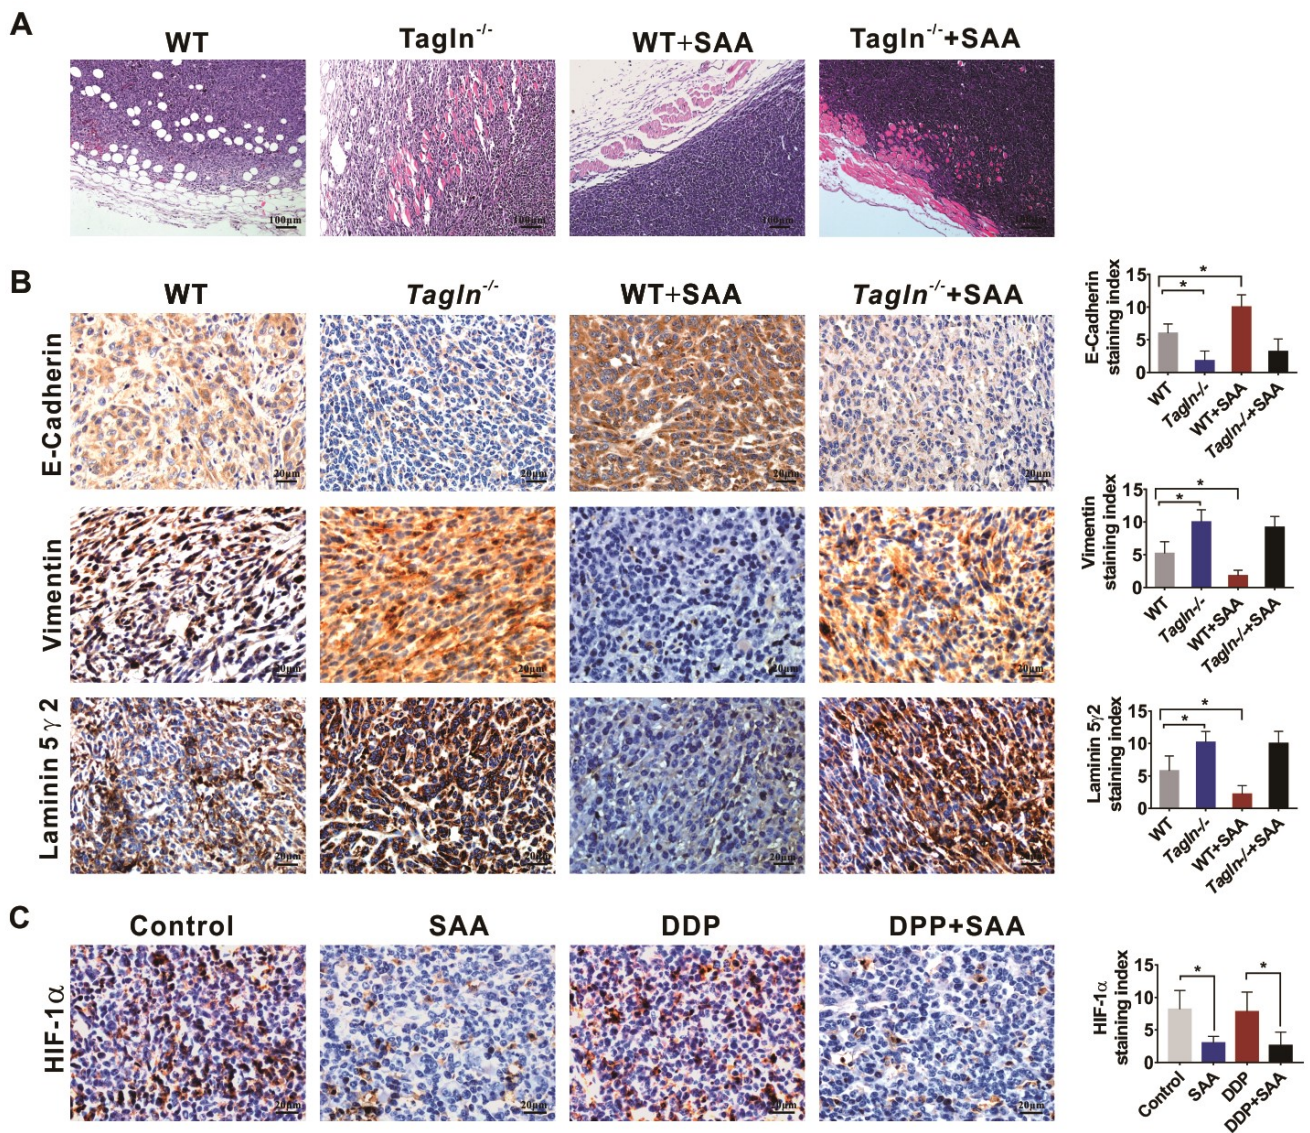 A
WT
Tagln-/-
WT+SAA
Tagln-/-+SAA
100μm
100μm
100μm
100μm
B
WT
Tagln-/-
WT+SAA
Tagln-/-+SAA
E-Cadherin
20μm
20μm
20μm
20μm
E-Cadherin
staining index
15
10
5
0
*
*
WT
Tagln-/-
WT+SAA
Tagln-/-+SAA
Vimentin
20μm
20μm
20μm
20μm
Vimentin
staining index
15
10
5
0
*
*
WT
Tagln-/-
WT+SAA
Tagln-/-+SAA
Laminin 5γ2
20μm
20μm
20μm
20μm
Laminin 5γ2
staining index
15
10
5
0
*
*
WT
Tagln-/-
WT+SAA
Tagln-/-+SAA
C
Control
SAA
DDP
DPP+SAA
HIF-1α
20μm
20μm
20μm
20μm
HIF-1α
staining index
15
10
5
0
*
*
Control
SAA
DDP
DDP+SAA